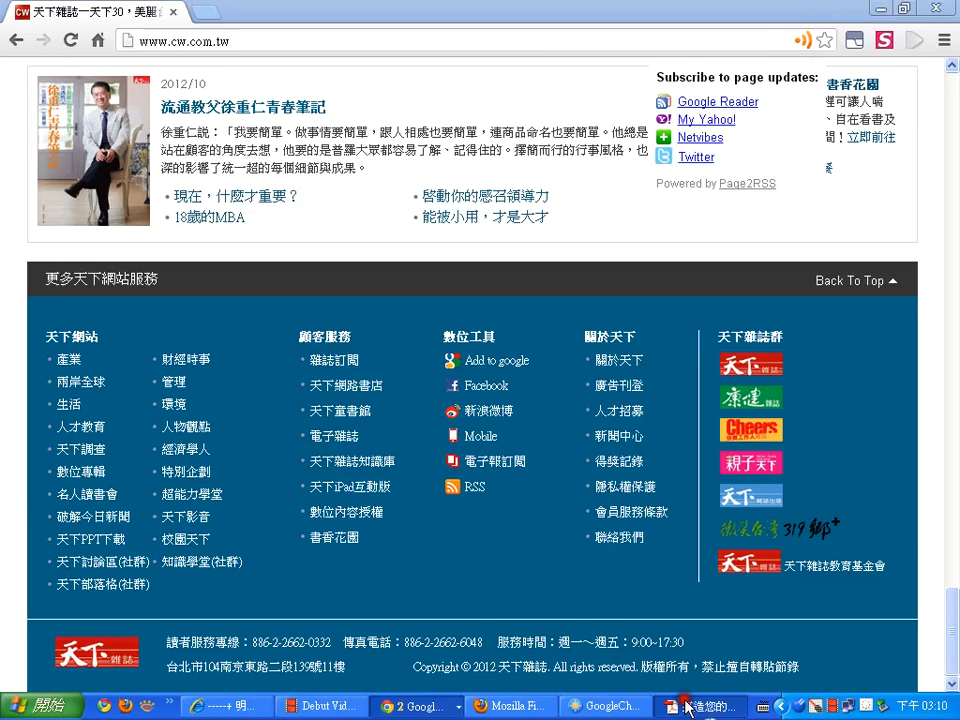 天下雜誌一天下30，美麗
www.cw.com.tw
2012/10
流通教父徐重仁青春筆記
徐重仁說：「我要簡單。做事情要簡單，跟人相處也要簡單，連商品命名也要簡單。他總是
站在顧客的角度去想，他要的是普羅大眾都容易了解、記得住的。擇簡而行的行事風格，也
深的影響了統一超的每個細節與成果。
現在，什麼才重要？
啟動你的感召領導力
18歲的MBA
能被小用，才是大才
Subscribe to page updates:
Google Reader
My Yahoo!
Netvibes
Twitter
Powered by Page2RSS
書香花園
裡可讓人喘
、自在看書及
間！立即前往
更多天下網站服務
Back To Top
天下網站
產業
財經時事
兩岸全球
管理
生活
環境
人才教育
人物觀點
天下調查
經濟學人
數位專輯
特別企劃
名人讀書會
超能力學堂
破解今日新聞
天下影音
天下PPT下載
校園天下
天下討論區(社群)
知識學堂(社群)
天下部落格(社群)
顧客服務
雜誌訂閱
天下網路書店
天下童書館
電子雜誌
天下雜誌知識庫
天下iPad互動版
數位內容授權
書香花園
數位工具
Add to google
Facebook
新浪微博
Mobile
電子報訂閱
RSS
關於天下
關於天下
廣告刊登
人才招募
新聞中心
得獎記錄
隱私權保護
會員服務條款
聯絡我們
天下雜誌群
天下雜誌
康健雜誌
Cheers
親子天下
天下
微笑台灣319鄉+
天下雜誌 天下雜誌教育基金會
天下雜誌
讀者服務專線：886-2-2662-0332 傳真電話：886-2-2662-6048 服務時間：週一～週五：9:00~17:30
台北市104南京東路二段139號11樓 Copyright © 2012 天下雜誌. All rights reserved. 版權所有，禁止擅自轉貼節錄
開始
-----+ 明...
Debut Vid...
2 Googl...
Mozilla Fi...
GoogleCh...
造您的...
下午 03:10